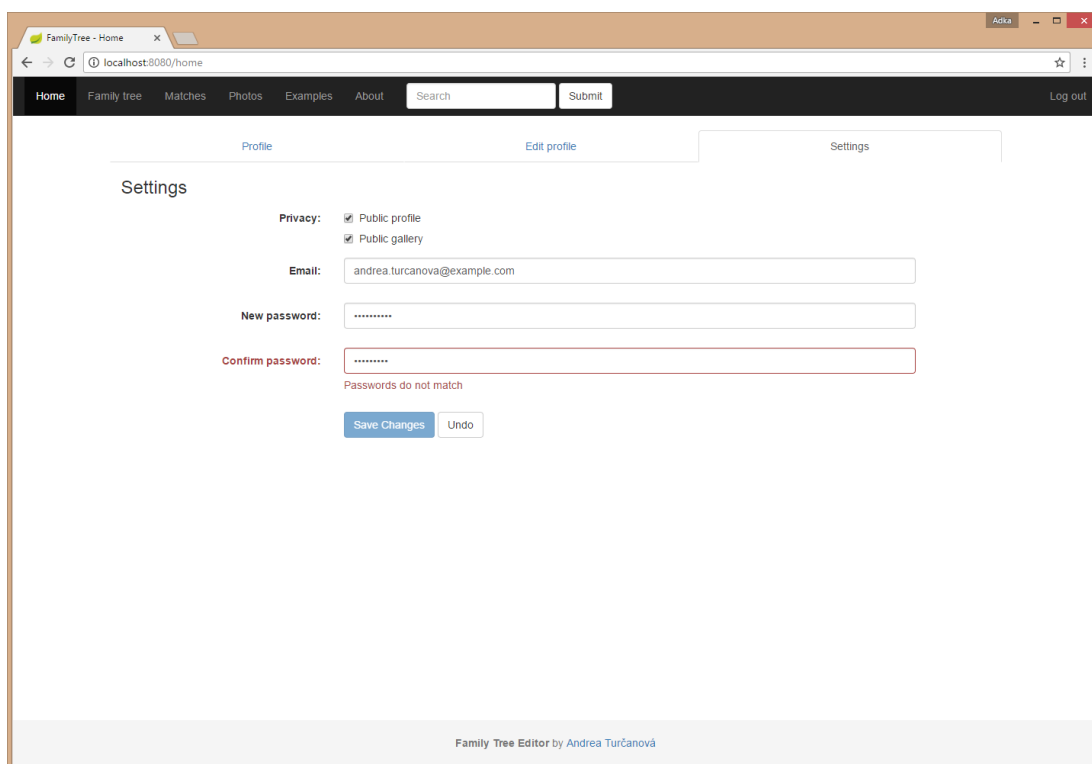 Adka
FamilyTree - Home
localhost:8080/home
Home Family tree Matches Photos Examples About Search Submit Log out
Profile Edit profile Settings
Settings
Privacy: Public profile
Public gallery
Email: andrea.turcanova@example.com
New password: ••••••••••
Confirm password: •••••••••
Passwords do not match
Save Changes Undo
Family Tree Editor by Andrea Turčanová